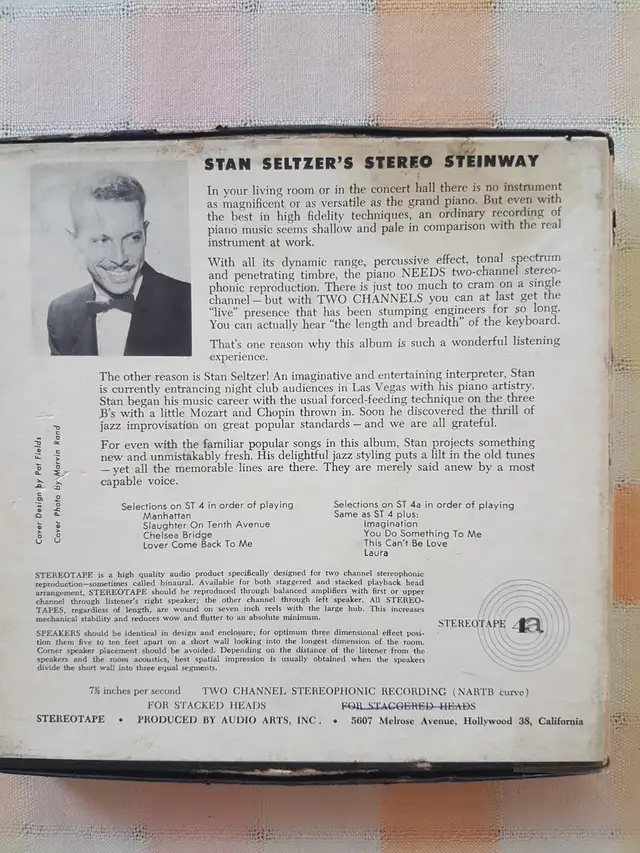 STAN SELTZER'S STEREO STEINWAY
In your living room or in the concert hall there is no instrument
as magnificent or as versatile as the grand piano. But even with
the best in high fidelity techniques, an ordinary recording of
piano music seems shallow and pale in comparison with the real
instrument at work.
With all its dynamic range, percussive effect, tonal spectrum
and penetrating timbre, the piano NEEDS two-channel stereo-
phonic reproduction. There is just too much to cram on a single
channel — but with TWO CHANNELS you can at last get the
"live" presence that has been stumping engineers for so long.
You can actually hear "the length and breadth" of the keyboard.
That's one reason why this album is such a wonderful listening
experience.
The other reason is Stan Seltzer! An imaginative and entertaining interpreter, Stan
is currently entrancing night club audiences in Las Vegas with his piano artistry.
Stan began his music career with the usual forced-feeding technique on the three
B's with a little Mozart and Chopin thrown in. Soon he discovered the thrill of
jazz improvisation on great popular standards — and we are all grateful.
For even with the familiar popular songs in this album, Stan projects something
new and unmistakably fresh. His delightful jazz styling puts a lilt in the old tunes
— yet all the memorable lines are there. They are merely said anew by a most
capable voice.
Cover Design by Pat Fields
Cover Photo by Marvin Rand
Selections on ST 4 in order of playing
Manhattan
Slaughter On Tenth Avenue
Chelsea Bridge
Lover Come Back To Me
Selections on ST 4a in order of playing
Same as ST 4 plus:
Imagination
You Do Something To Me
This Can't Be Love
Laura
STEREOTAPE is a high quality audio product specifically designed for two channel stereophonic
reproduction—sometimes called binaural. Available for both staggered and stacked playback head
arrangement, STEREOTAPE should be reproduced through balanced amplifiers with first or upper
channel through listener's right speaker; the other channel through left speaker. All STEREO-
TAPES, regardless of length, are wound on seven inch reels with the large hub. This increases
mechanical stability and reduces wow and flutter to an absolute minimum.
SPEAKERS should be identical in design and enclosure; for optimum three dimensional effect posi-
tion them five to ten feet apart on a short wall looking into the longest dimension of the room.
Corner speaker placement should be avoided. Depending on the distance of the listener from the
speakers and the room acoustics, best spatial impression is usually obtained when the speakers
divide the short wall into three equal segments.
STEREOTAPE 4a
7½ inches per second TWO CHANNEL STEREOPHONIC RECORDING (NARTB curve)
FOR STACKED HEADS FOR STAGGERED HEADS
STEREOTAPE • PRODUCED BY AUDIO ARTS, INC. • 5607 Melrose Avenue, Hollywood 38, California